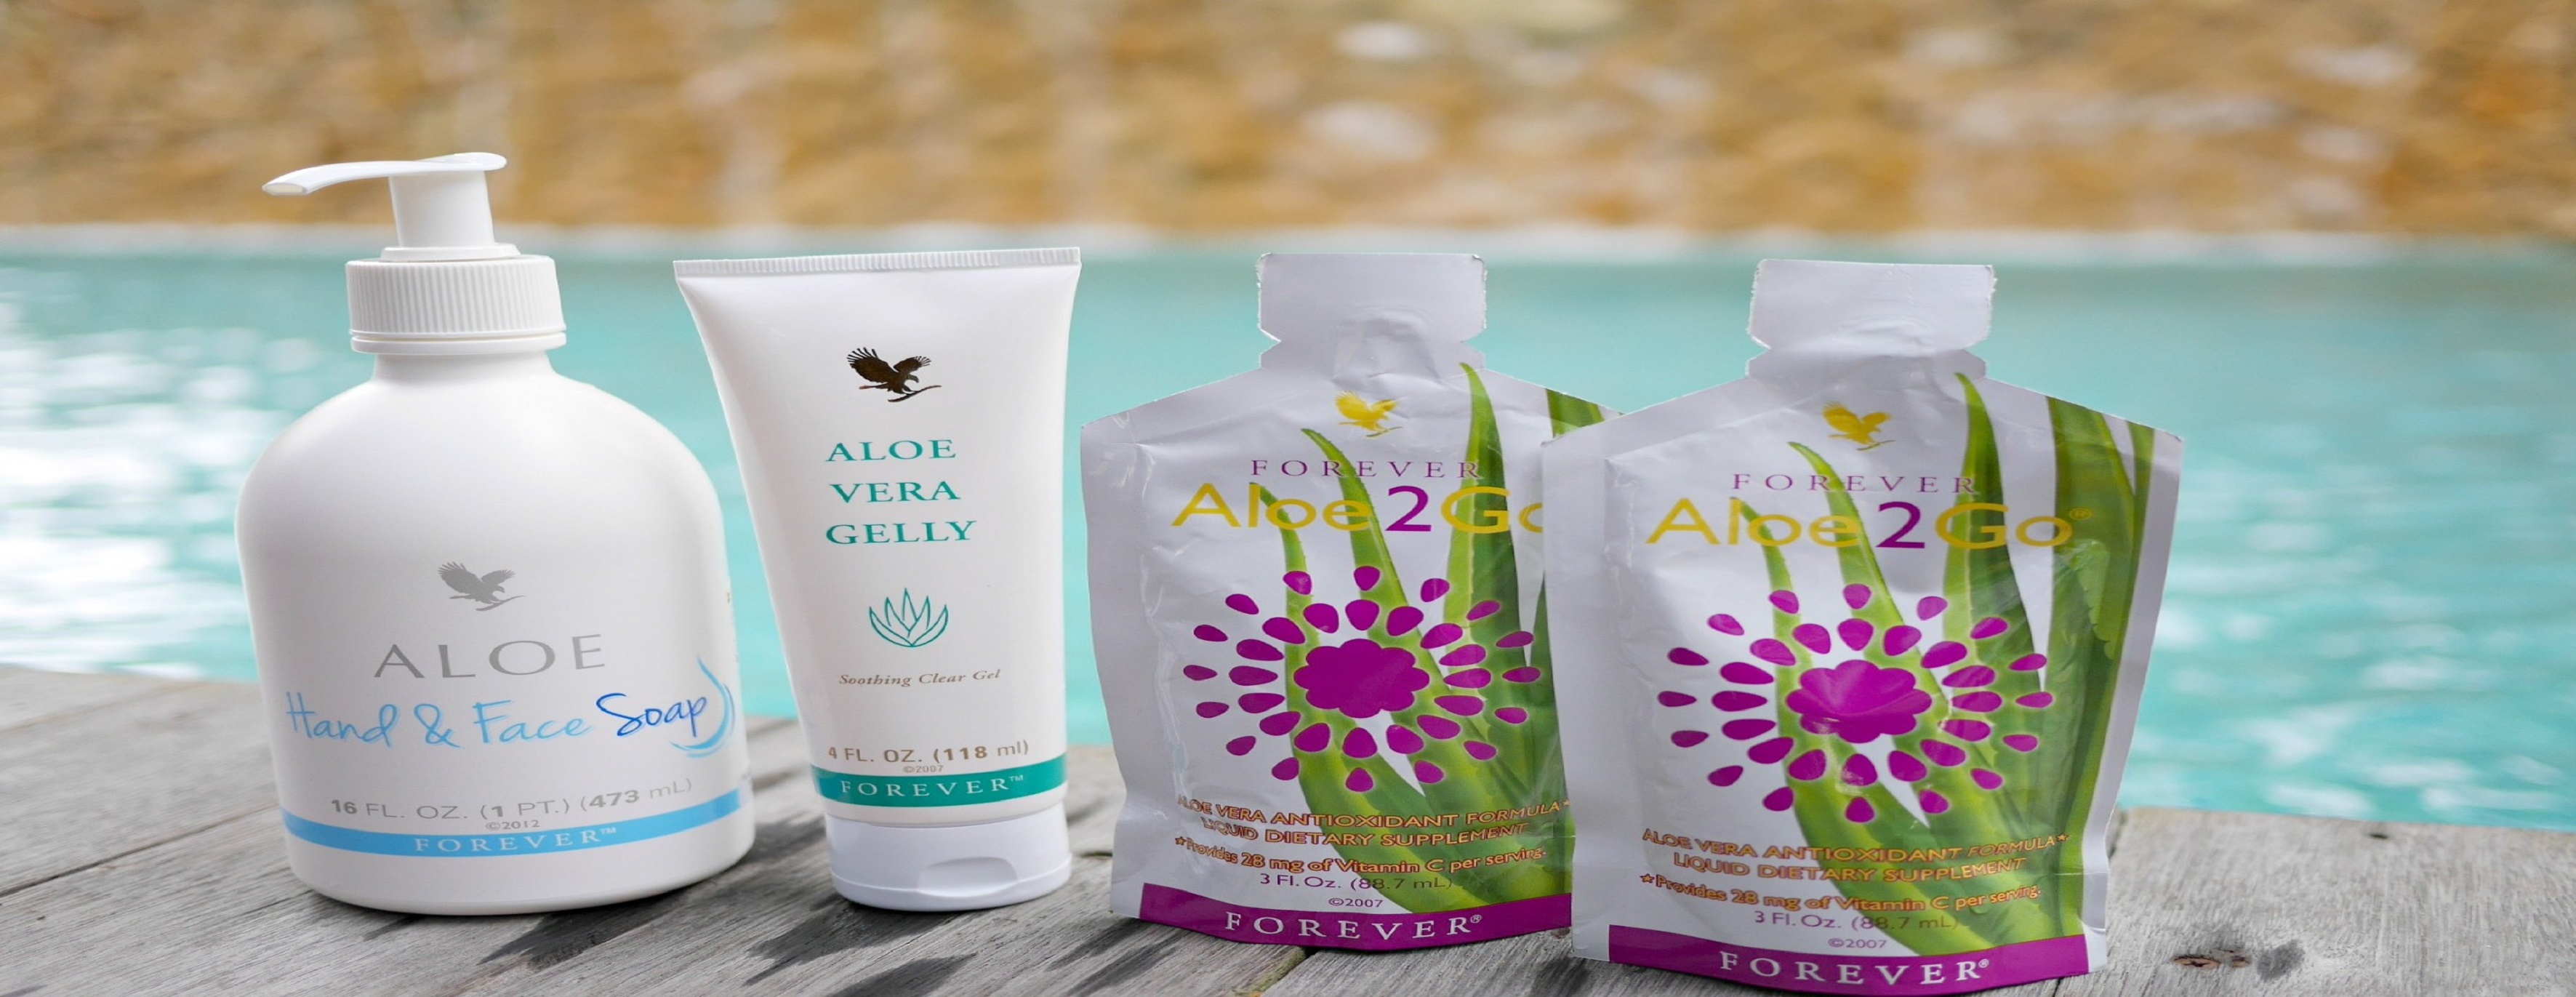 ALOE
Hand & Face Soap
16 FL. OZ. (1 PT.) (473 mL)
©2012
FOREVER™
ALOE
VERA
GELLY
Soothing Clear Gel
4 FL. OZ. (118 ml)
©2007
FOREVER™
FOREVER
Aloe2Go
ALOE VERA ANTIOXIDANT FORMULA*
LIQUID DIETARY SUPPLEMENT
*Provides 28 mg of Vitamin C per serving.
3 Fl. Oz. (88.7 mL)
©2007
FOREVER®
FOREVER
Aloe2Go®
ALOE VERA ANTIOXIDANT FORMULA*
LIQUID DIETARY SUPPLEMENT
*Provides 28 mg of Vitamin C per serving.
3 Fl. Oz. (88.7 mL)
©2007
FOREVER®